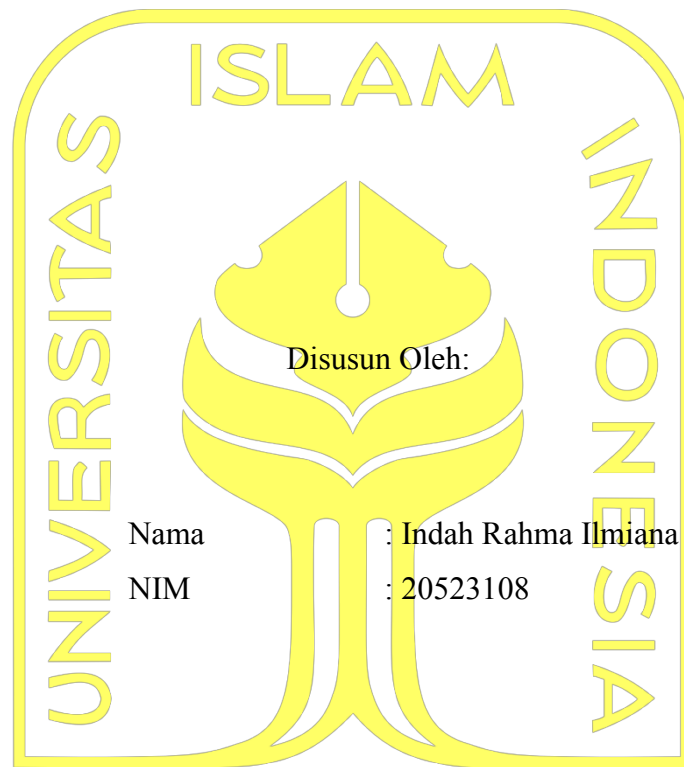 UNIVERSITAS ISLAM INDONESIA
Disusun Oleh:
Nama : Indah Rahma Ilmiana
NIM : 20523108